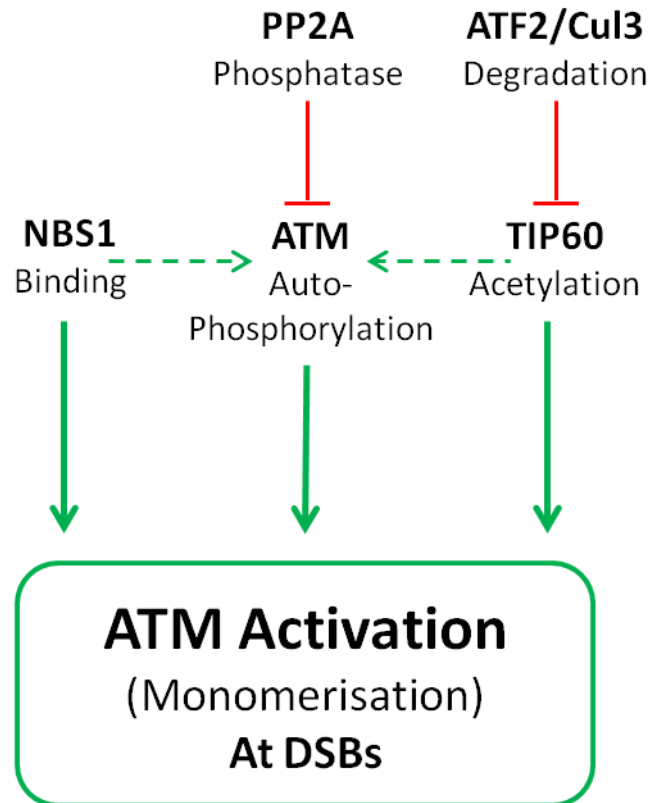 PP2A
Phosphatase
ATF2/Cul3
Degradation
NBS1
Binding
ATM
Auto-
Phosphorylation
TIP60
Acetylation
ATM Activation
(Monomerisation)
At DSBs